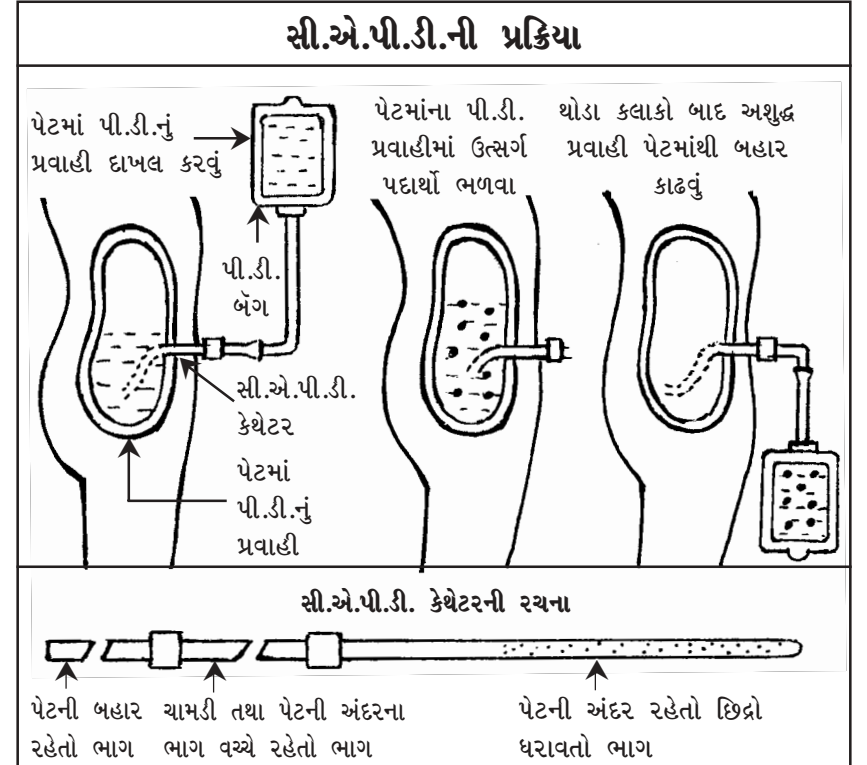 સી.એ.પી.ડી.ની પ્રક્રિયા
પેટમાં પી.ડી.નું
પ્રવાહી દાખલ કરવું
પી.ડી.
બૅગ
સી.એ.પી.ડી.
કેથેટર
પેટમાં
પી.ડી.નું
પ્રવાહી
પેટમાંના પી.ડી.
પ્રવાહીમાં ઉત્સર્ગ
પદાર્થો ભળવા
થોડા કલાકો બાદ અશુદ્ધ
પ્રવાહી પેટમાંથી બહાર
કાઢવું
સી.એ.પી.ડી. કેથેટરની રચના
પેટની બહાર
રહેતો ભાગ
ચામડી તથા પેટની અંદરના
ભાગ વચ્ચે રહેતો ભાગ
પેટની અંદર રહેતો છિદ્રો
ધરાવતો ભાગ